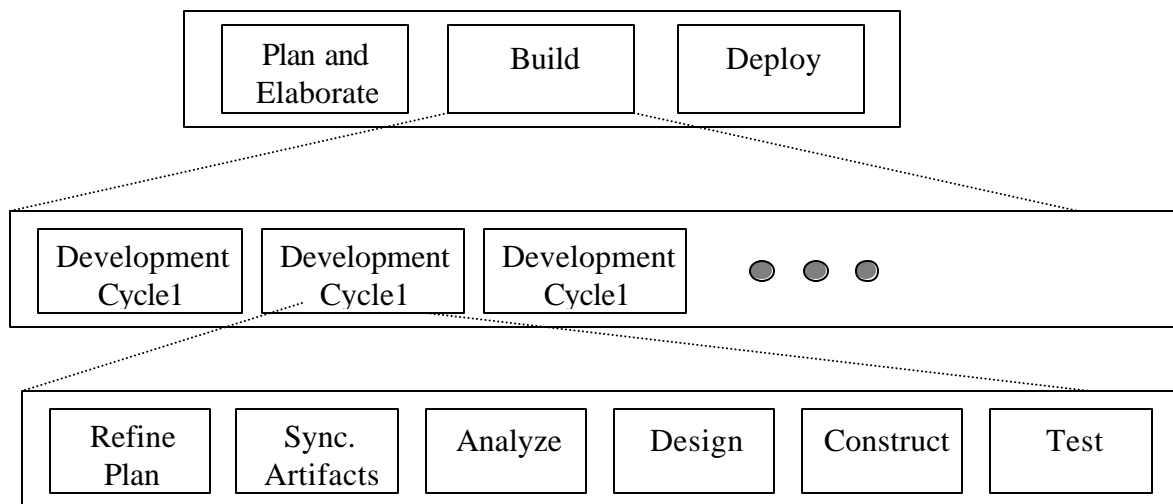 Plan and
Elaborate
Build
Deploy
Development
Cycle1
Development
Cycle1
Development
Cycle1
Refine
Plan
Sync.
Artifacts
Analyze
Design
Construct
Test